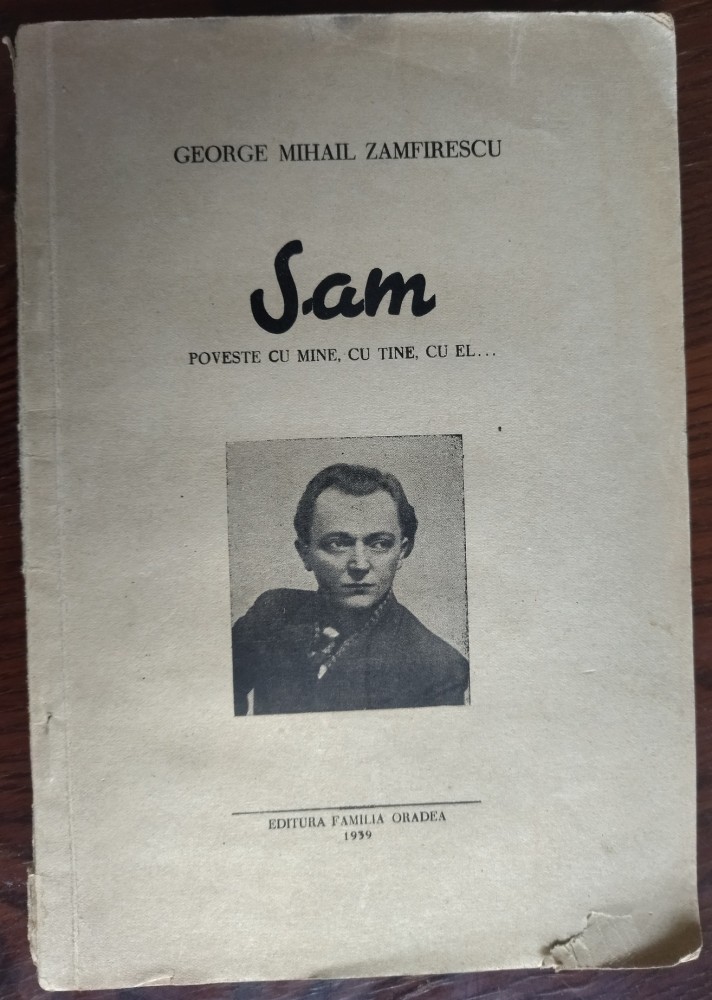 GEORGE MIHAIL ZAMFIRESCU
Sam
POVESTE CU MINE, CU TINE, CU EL...
EDITURA FAMILIA ORADEA
1939